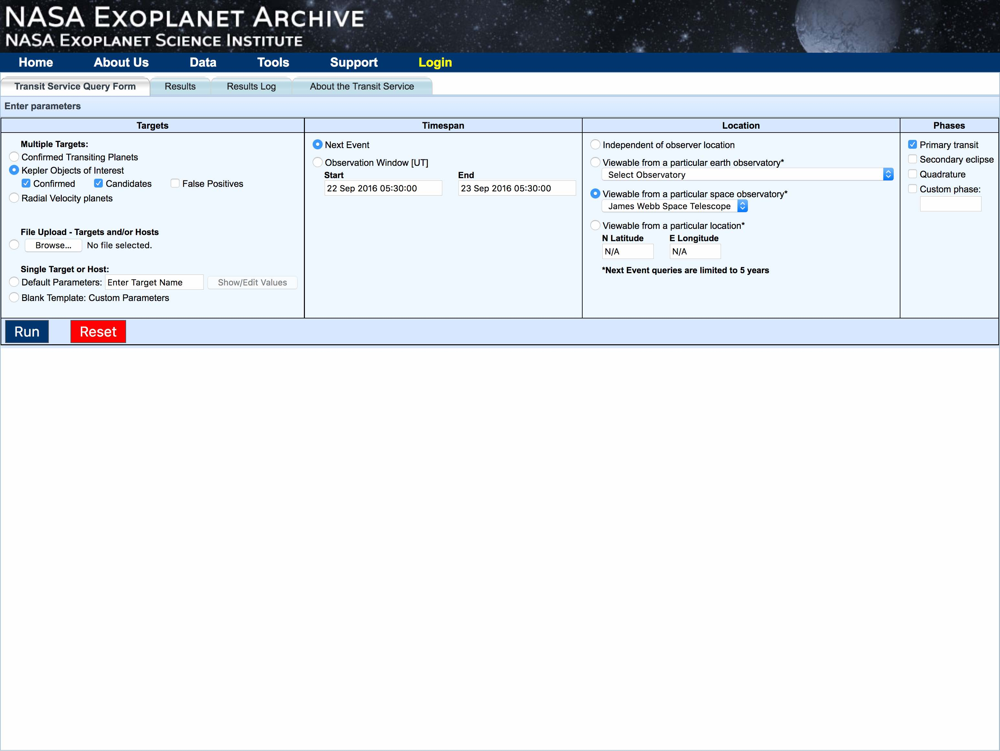 NASA EXOPLANET ARCHIVE
NASA EXOPLANET SCIENCE INSTITUTE
Home About Us Data Tools Support Login
Transit Service Query Form Results Results Log About the Transit Service
Enter parameters
Targets Timespan Location Phases
Multiple Targets:
Confirmed Transiting Planets
Kepler Objects of Interest
Confirmed Candidates False Positives
Radial Velocity planets
File Upload - Targets and/or Hosts
Browse... No file selected.
Single Target or Host:
Default Parameters: Enter Target Name Show/Edit Values
Blank Template: Custom Parameters
Next Event
Observation Window [UT]
Start End
22 Sep 2016 05:30:00 23 Sep 2016 05:30:00
Independent of observer location
Viewable from a particular earth observatory*
Select Observatory
Viewable from a particular space observatory*
James Webb Space Telescope
Viewable from a particular location*
N Latitude E Longitude
N/A N/A
*Next Event queries are limited to 5 years
Primary transit
Secondary eclipse
Quadrature
Custom phase:
Run Reset